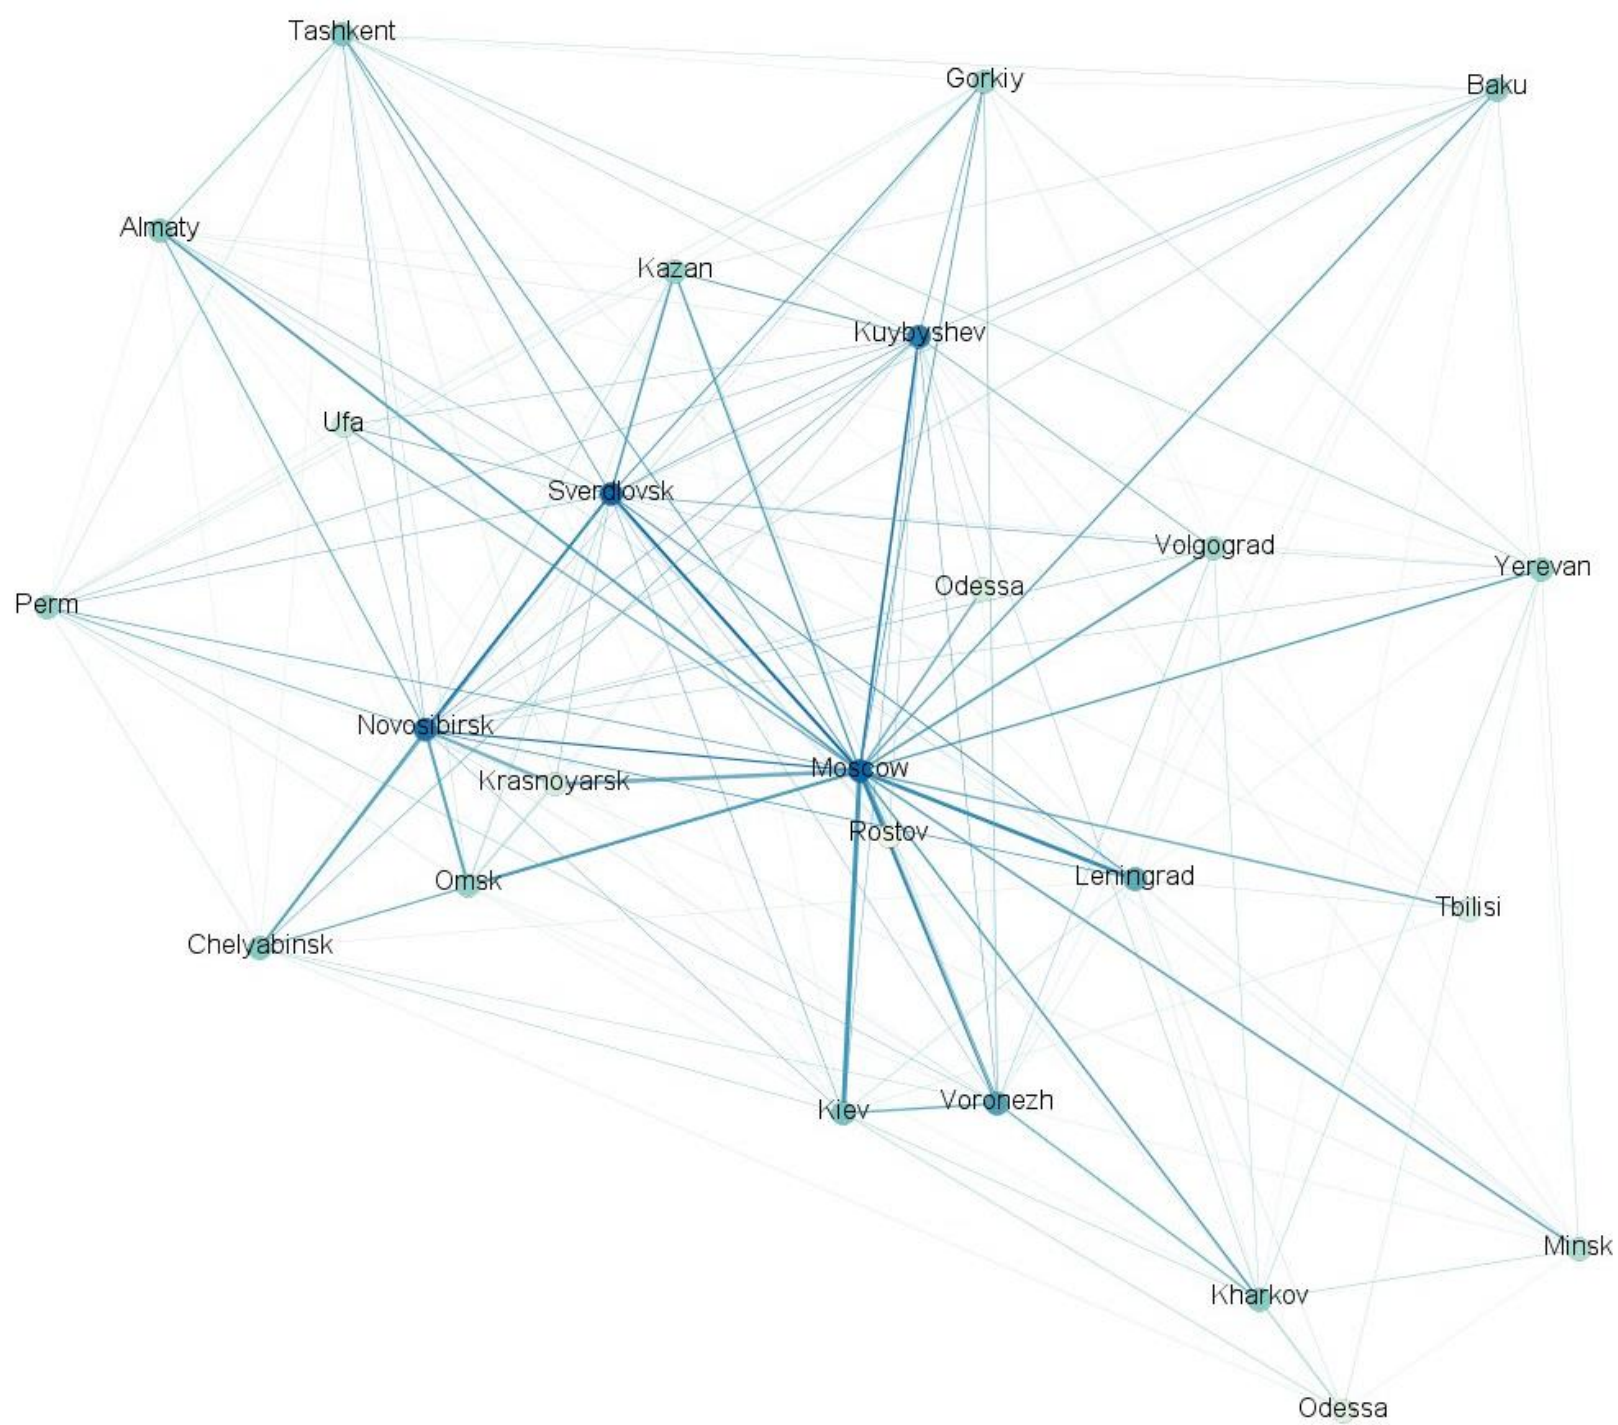 Tashkent
Gorkiy
Baku
Almaty
Kazan
Kuybyshev
Ufa
Sverdlovsk
Volgograd
Yerevan
Odessa
Perm
Novosibirsk
Moscow
Krasnoyarsk
Rostov
Leningrad
Omsk
Tbilisi
Chelyabinsk
Voronezh
Kiev
Minsk
Kharkov
Odessa